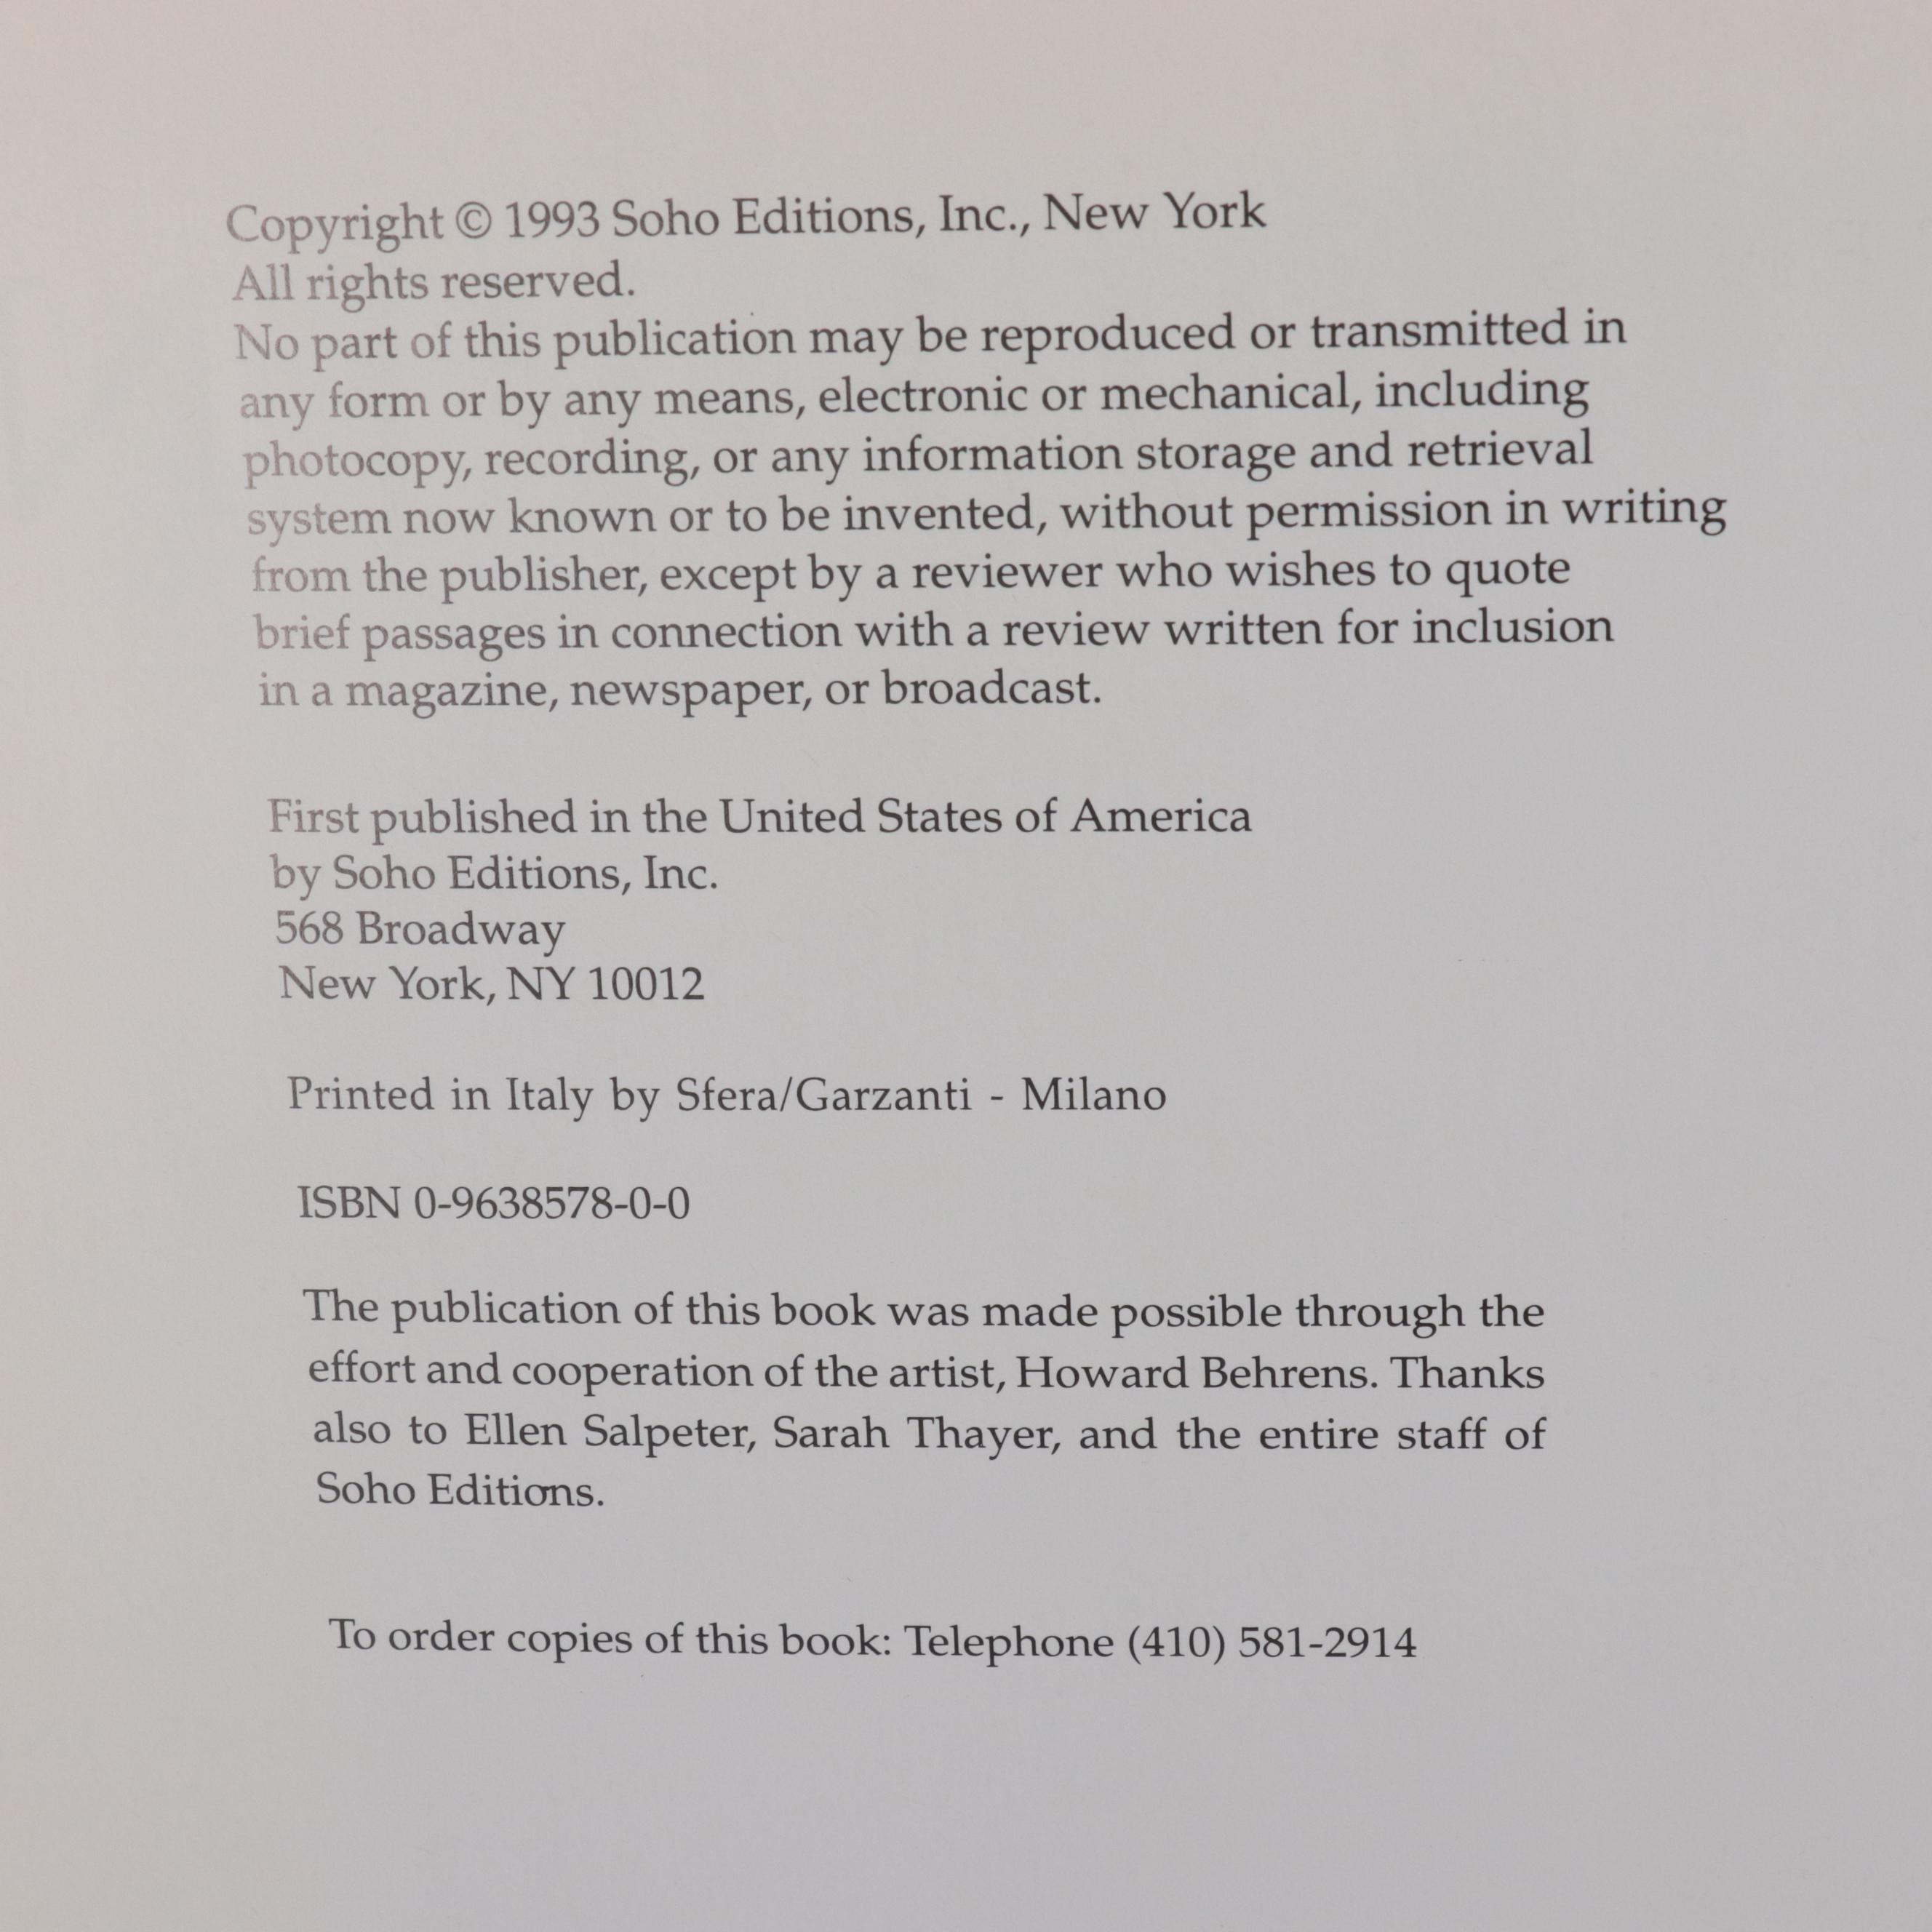 Copyright © 1993 Soho Editions, Inc., New York
All rights reserved.
No part of this publication may be reproduced or transmitted in
any form or by any means, electronic or mechanical, including
photocopy, recording, or any information storage and retrieval
system now known or to be invented, without permission in writing
from the publisher, except by a reviewer who wishes to quote
brief passages in connection with a review written for inclusion
in a magazine, newspaper, or broadcast.
First published in the United States of America
by Soho Editions, Inc.
568 Broadway
New York, NY 10012
Printed in Italy by Sfera/Garzanti - Milano
ISBN 0-9638578-0-0
The publication of this book was made possible through the
effort and cooperation of the artist, Howard Behrens. Thanks
also to Ellen Salpeter, Sarah Thayer, and the entire staff of
Soho Editions.
To order copies of this book: Telephone (410) 581-2914